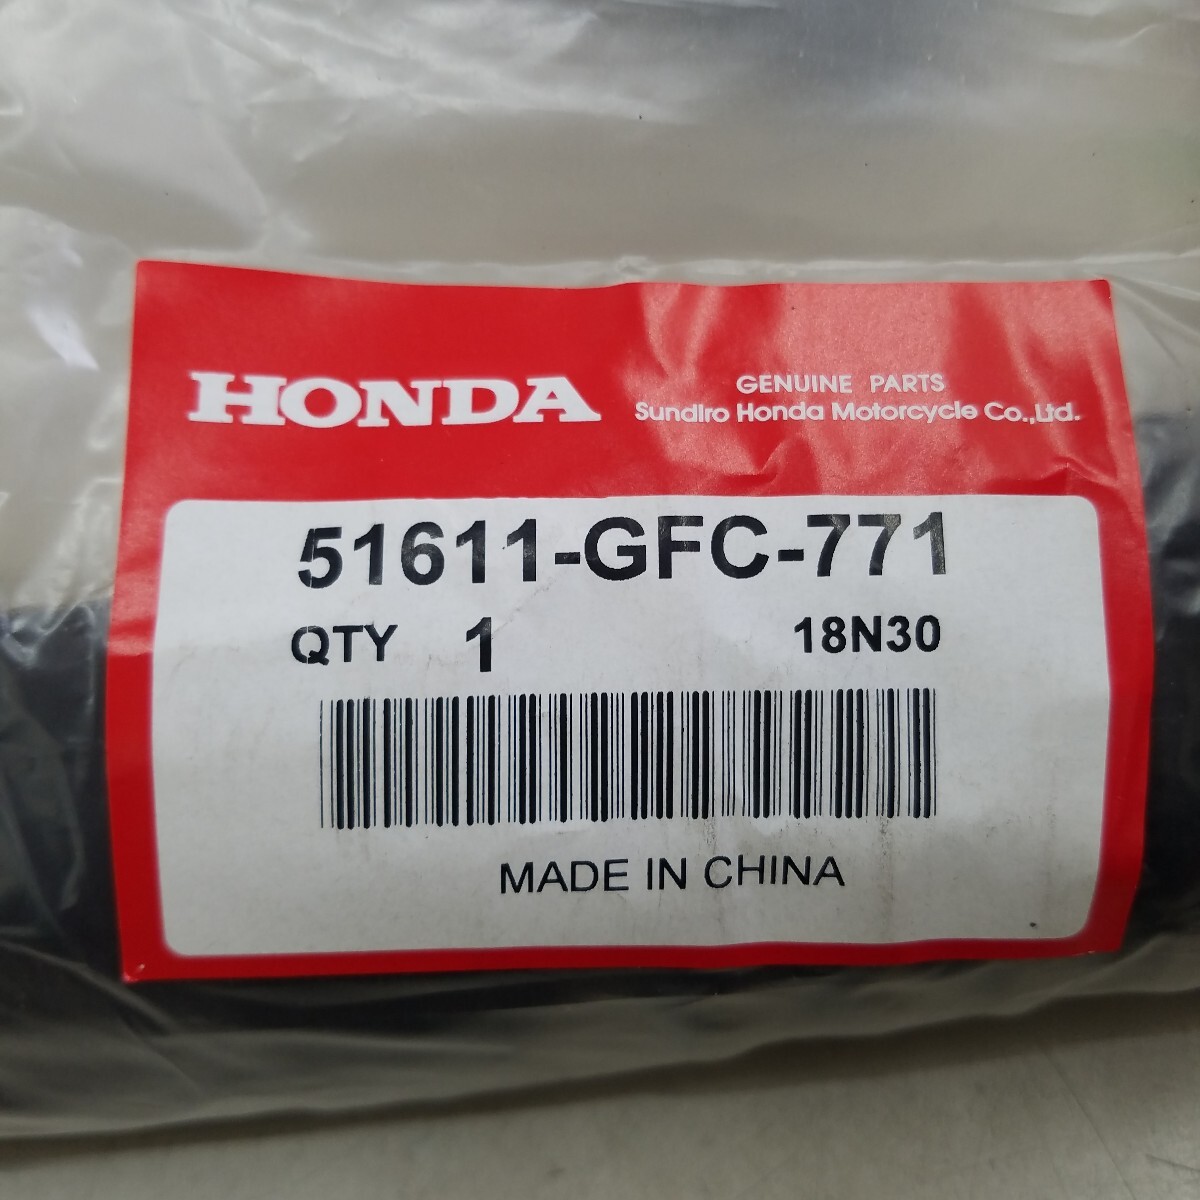 HONDA
GENUINE PARTS
Sundiro Honda Motorcycle Co.,Ltd.
51611-GFC-771
QTY 1 18N30
MADE IN CHINA